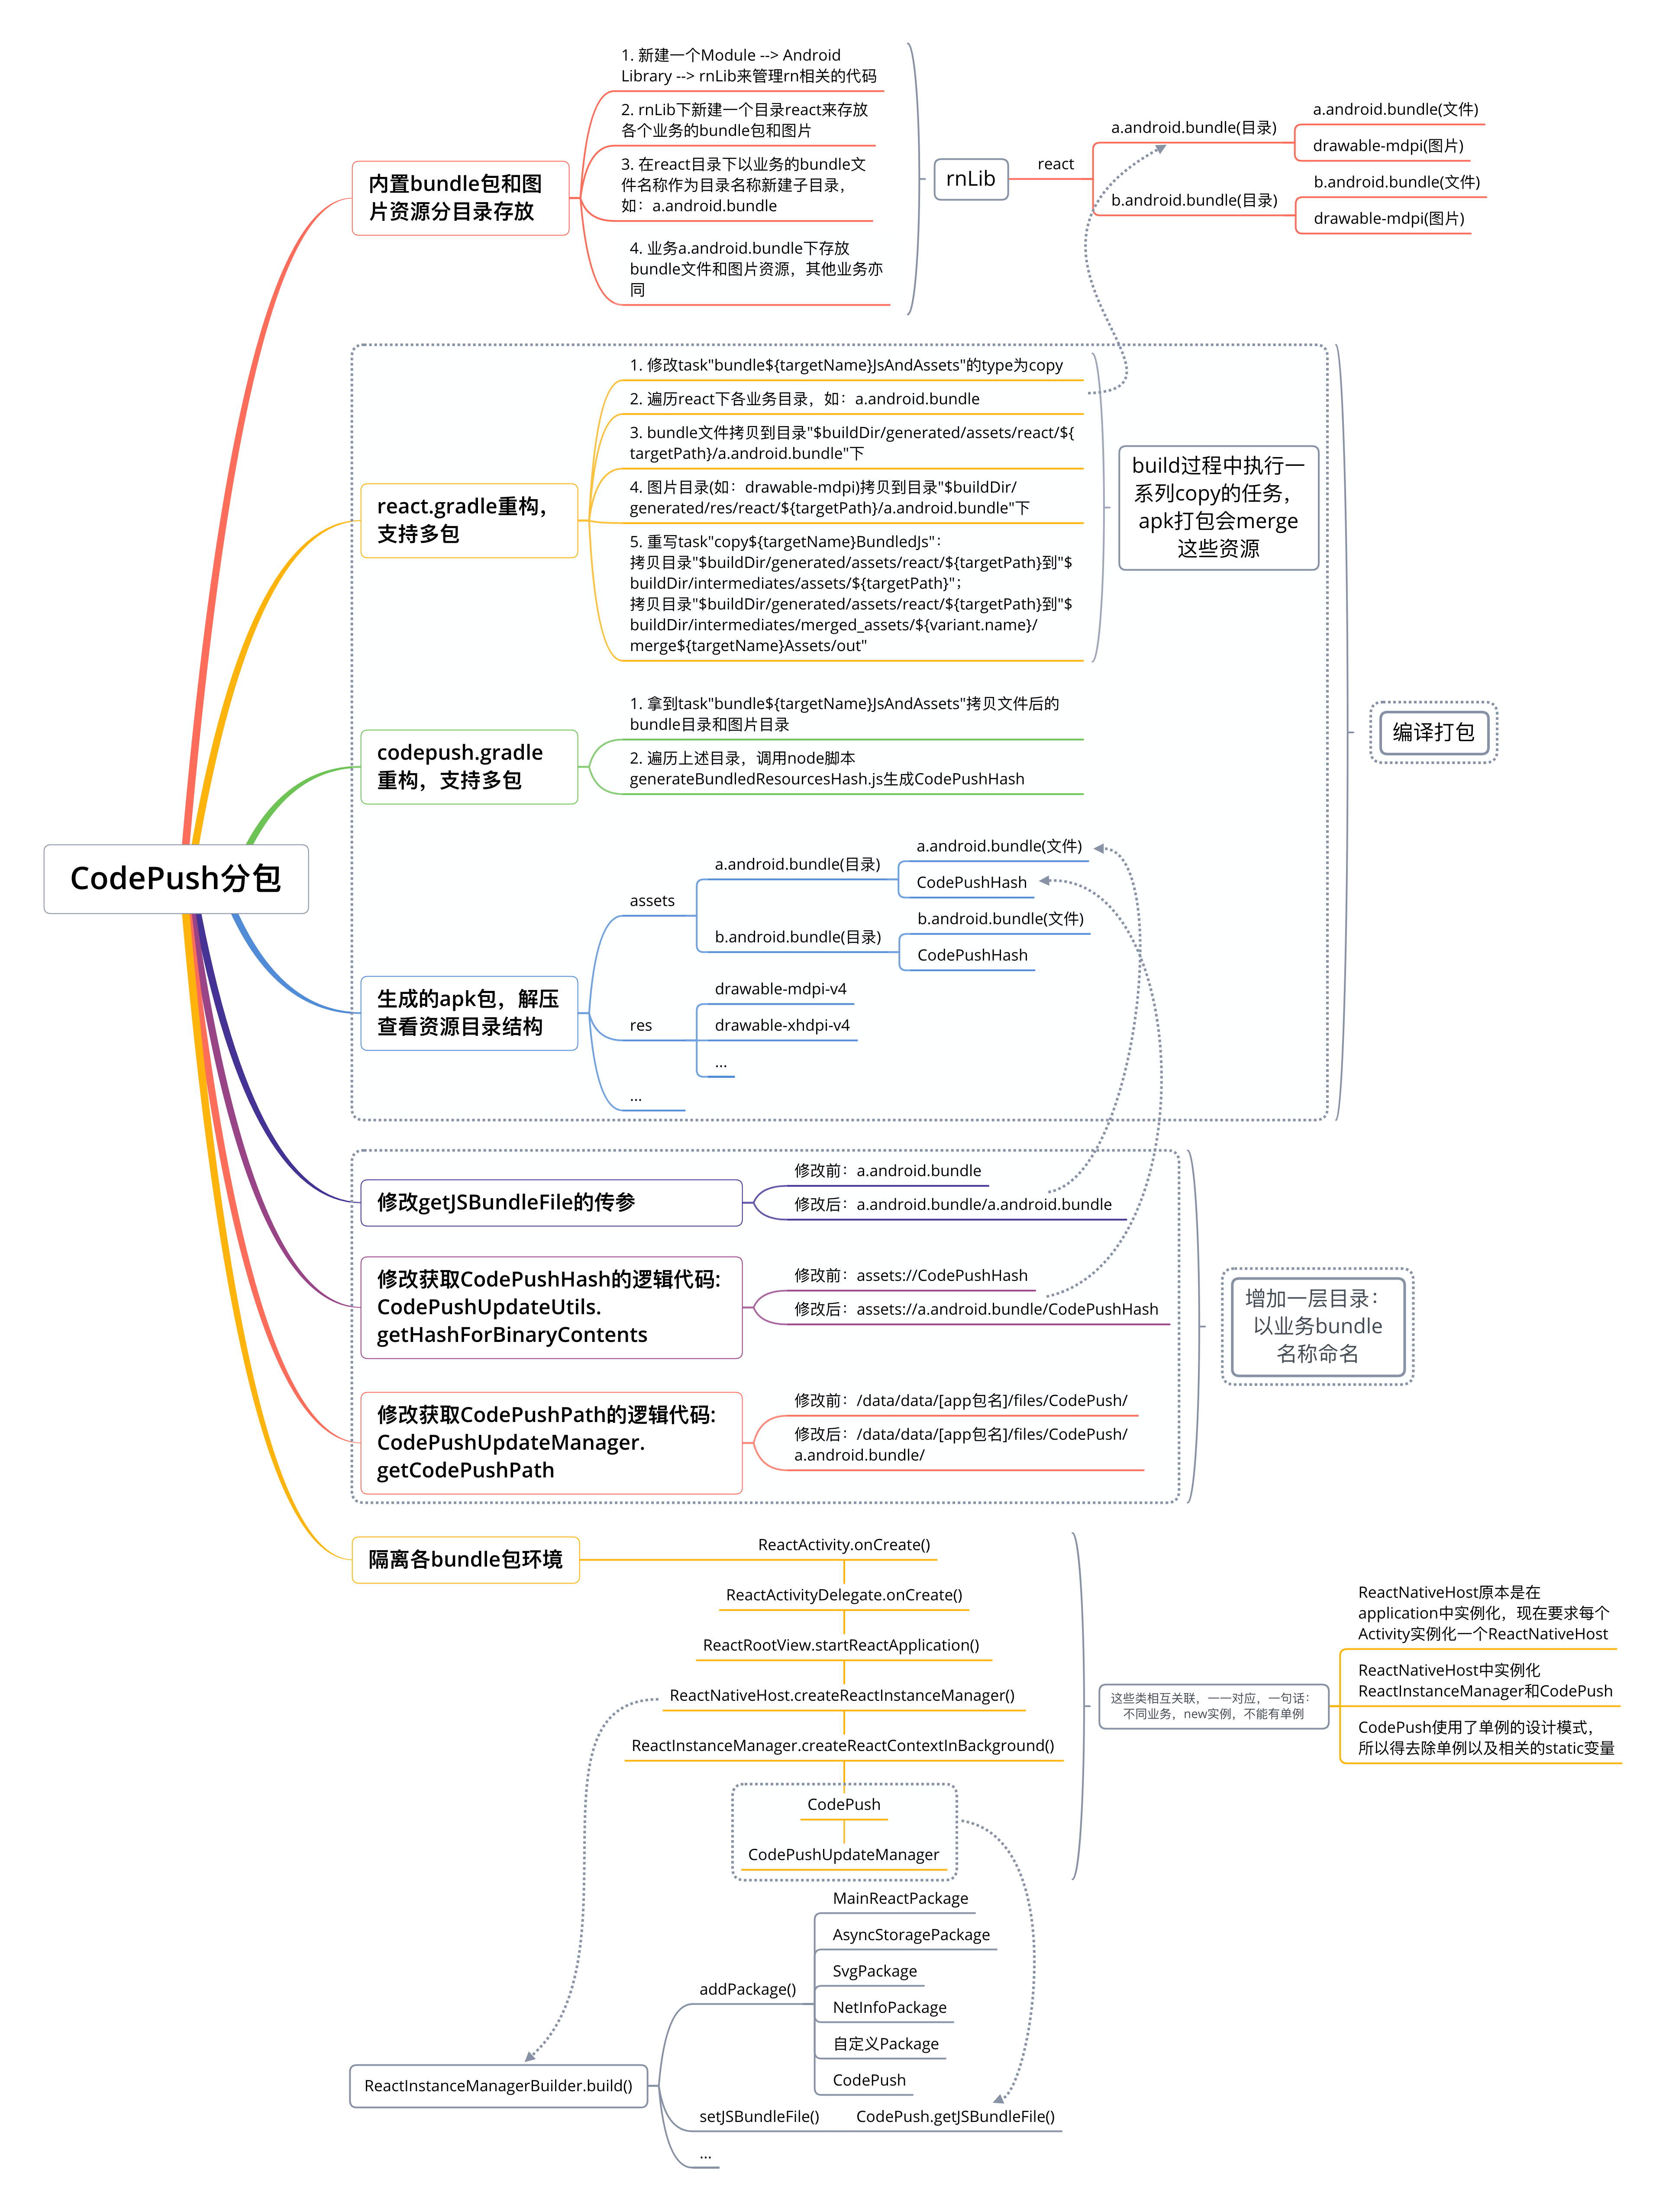 CodePush分包
内置bundle包和图
片资源分目录存放
1. 新建一个Module --> Android
Library --> rnLib来管理rn相关的代码
2. rnLib下新建一个目录react来存放
各个业务的bundle包和图片
3. 在react目录下以业务的bundle文
件名称作为目录名称新建子目录，
如：a.android.bundle
4. 业务a.android.bundle下存放
bundle文件和图片资源，其他业务亦
同
rnLib
react
a.android.bundle(目录)
a.android.bundle(文件)
drawable-mdpi(图片)
b.android.bundle(目录)
b.android.bundle(文件)
drawable-mdpi(图片)
react.gradle重构，
支持多包
1. 修改task"bundle${targetName}JsAndAssets"的type为copy
2. 遍历react下各业务目录，如：a.android.bundle
3. bundle文件拷贝到目录"$buildDir/generated/assets/react/${
targetPath}/a.android.bundle"下
4. 图片目录(如：drawable-mdpi)拷贝到目录"$buildDir/
generated/res/react/${targetPath}/a.android.bundle"下
5. 重写task"copy${targetName}BundledJs"：
拷贝目录"$buildDir/generated/assets/react/${targetPath}到"$
buildDir/intermediates/assets/${targetPath}"；
拷贝目录"$buildDir/generated/assets/react/${targetPath}到"$
buildDir/intermediates/merged_assets/${variant.name}/
merge${targetName}Assets/out"
build过程中执行一
系列copy的任务，
apk打包会merge
这些资源
codepush.gradle
重构，支持多包
1. 拿到task"bundle${targetName}JsAndAssets"拷贝文件后的
bundle目录和图片目录
2. 遍历上述目录，调用node脚本
generateBundledResourcesHash.js生成CodePushHash
编译打包
生成的apk包，解压
查看资源目录结构
assets
a.android.bundle(目录)
a.android.bundle(文件)
CodePushHash
b.android.bundle(目录)
b.android.bundle(文件)
CodePushHash
res
drawable-mdpi-v4
drawable-xhdpi-v4
...
...
修改getJSBundleFile的传参
修改前：a.android.bundle
修改后：a.android.bundle/a.android.bundle
修改获取CodePushHash的逻辑代码:
CodePushUpdateUtils.
getHashForBinaryContents
修改前：assets://CodePushHash
修改后：assets://a.android.bundle/CodePushHash
修改获取CodePushPath的逻辑代码:
CodePushUpdateManager.
getCodePushPath
修改前：/data/data/[app包名]/files/CodePush/
修改后：/data/data/[app包名]/files/CodePush/
a.android.bundle/
增加一层目录：
以业务bundle
名称命名
隔离各bundle包环境
ReactActivity.onCreate()
ReactActivityDelegate.onCreate()
ReactRootView.startReactApplication()
ReactNativeHost.createReactInstanceManager()
ReactInstanceManager.createReactContextInBackground()
CodePush
CodePushUpdateManager
这些类相互关联，一一对应，一句话：
不同业务，new实例，不能有单例
ReactNativeHost原本是在
application中实例化，现在要求每个
Activity实例化一个ReactNativeHost
ReactNativeHost中实例化
ReactInstanceManager和CodePush
CodePush使用了单例的设计模式，
所以得去除单例以及相关的static变量
ReactInstanceManagerBuilder.build()
addPackage()
MainReactPackage
AsyncStoragePackage
SvgPackage
NetInfoPackage
自定义Package
CodePush
setJSBundleFile()
CodePush.getJSBundleFile()
...